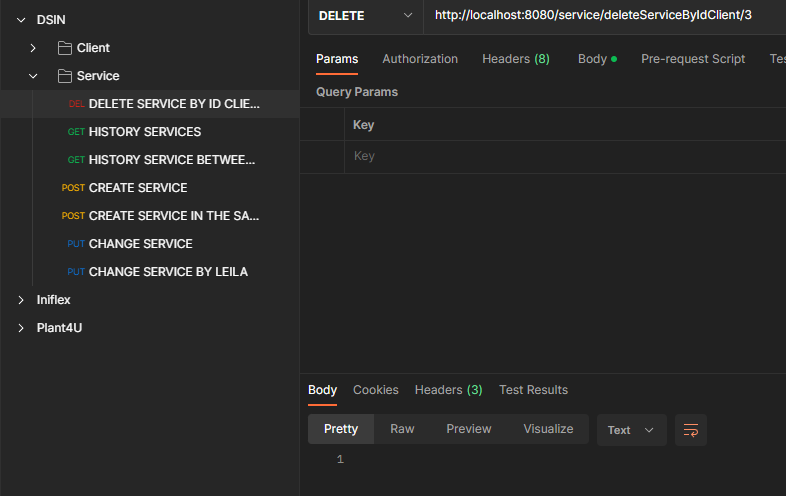 DSIN
Client
Service
DEL DELETE SERVICE BY ID CLIE...
GET HISTORY SERVICES
GET HISTORY SERVICE BETWEE...
POST CREATE SERVICE
POST CREATE SERVICE IN THE SA...
PUT CHANGE SERVICE
PUT CHANGE SERVICE BY LEILA
Iniflex
Plant4U
DELETE http://localhost:8080/service/deleteServiceByIdClient/3
Params Authorization Headers (8) Body Pre-request Script Tes
Query Params
Key
Key
Body Cookies Headers (3) Test Results
Pretty Raw Preview Visualize Text
1